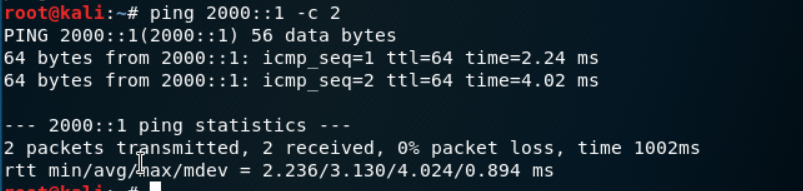 root@kali:~# ping 2000::1 -c 2
PING 2000::1(2000::1) 56 data bytes
64 bytes from 2000::1: icmp_seq=1 ttl=64 time=2.24 ms
64 bytes from 2000::1: icmp_seq=2 ttl=64 time=4.02 ms
--- 2000::1 ping statistics ---
2 packets transmitted, 2 received, 0% packet loss, time 1002ms
rtt min/avg/max/mdev = 2.236/3.130/4.024/0.894 ms